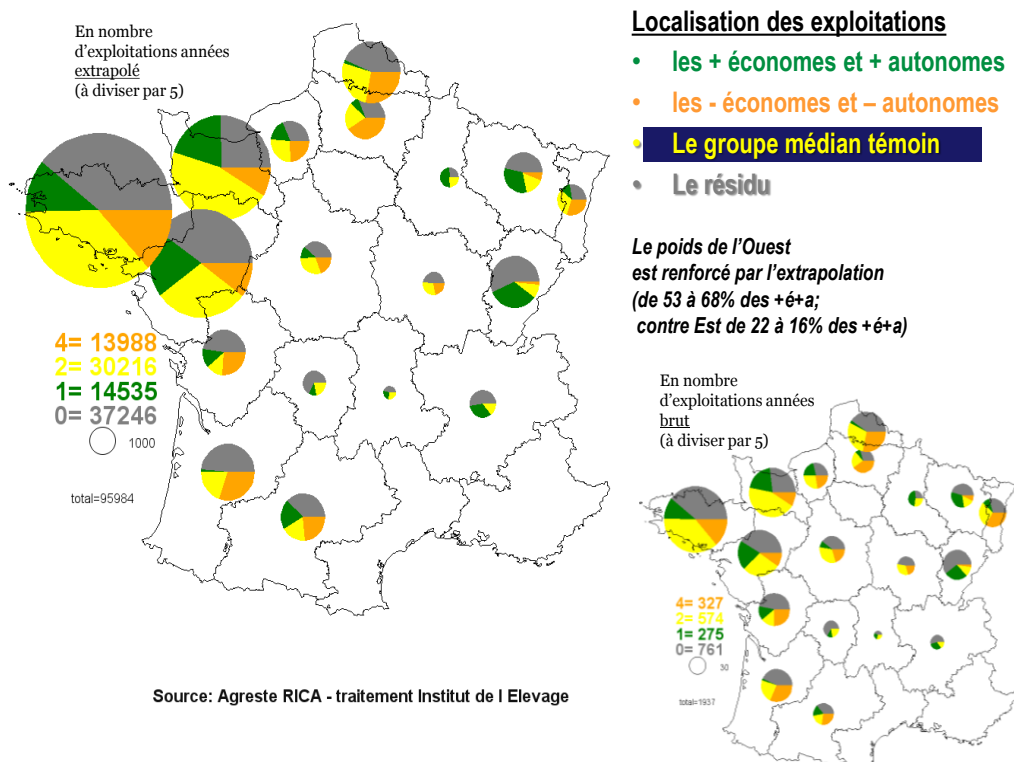 En nombre
d'exploitations années
extrapolé
(à diviser par 5)
4= 13988
2= 30216
1= 14535
0= 37246
1000
total=95984
Source: Agreste RICA - traitement Institut de l Elevage
Localisation des exploitations
• les + économes et + autonomes
• les - économes et – autonomes
• Le groupe médian témoin
• Le résidu
Le poids de l'Ouest
est renforcé par l'extrapolation
(de 53 à 68% des +é+a;
contre Est de 22 à 16% des +é+a)
En nombre
d'exploitations années
brut
(à diviser par 5)
4= 327
2= 574
1= 275
0= 761
30
total=1937